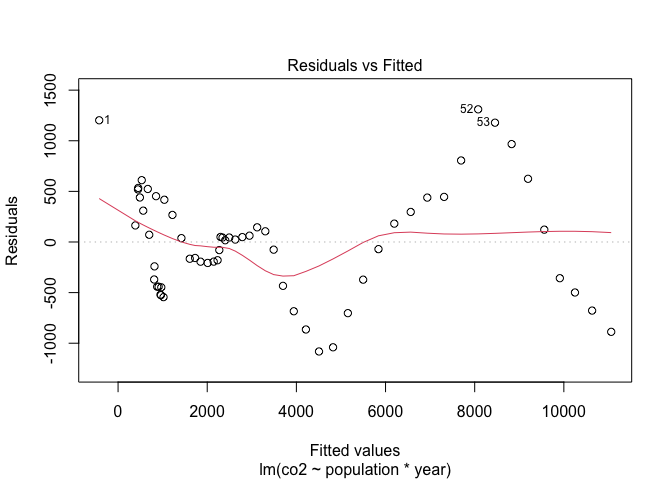 Residuals vs Fitted
Residuals
1500
1000
500
0
-500
-1000
1
52
53
0 2000 4000 6000 8000 10000
Fitted values
lm(co2 ~ population * year)